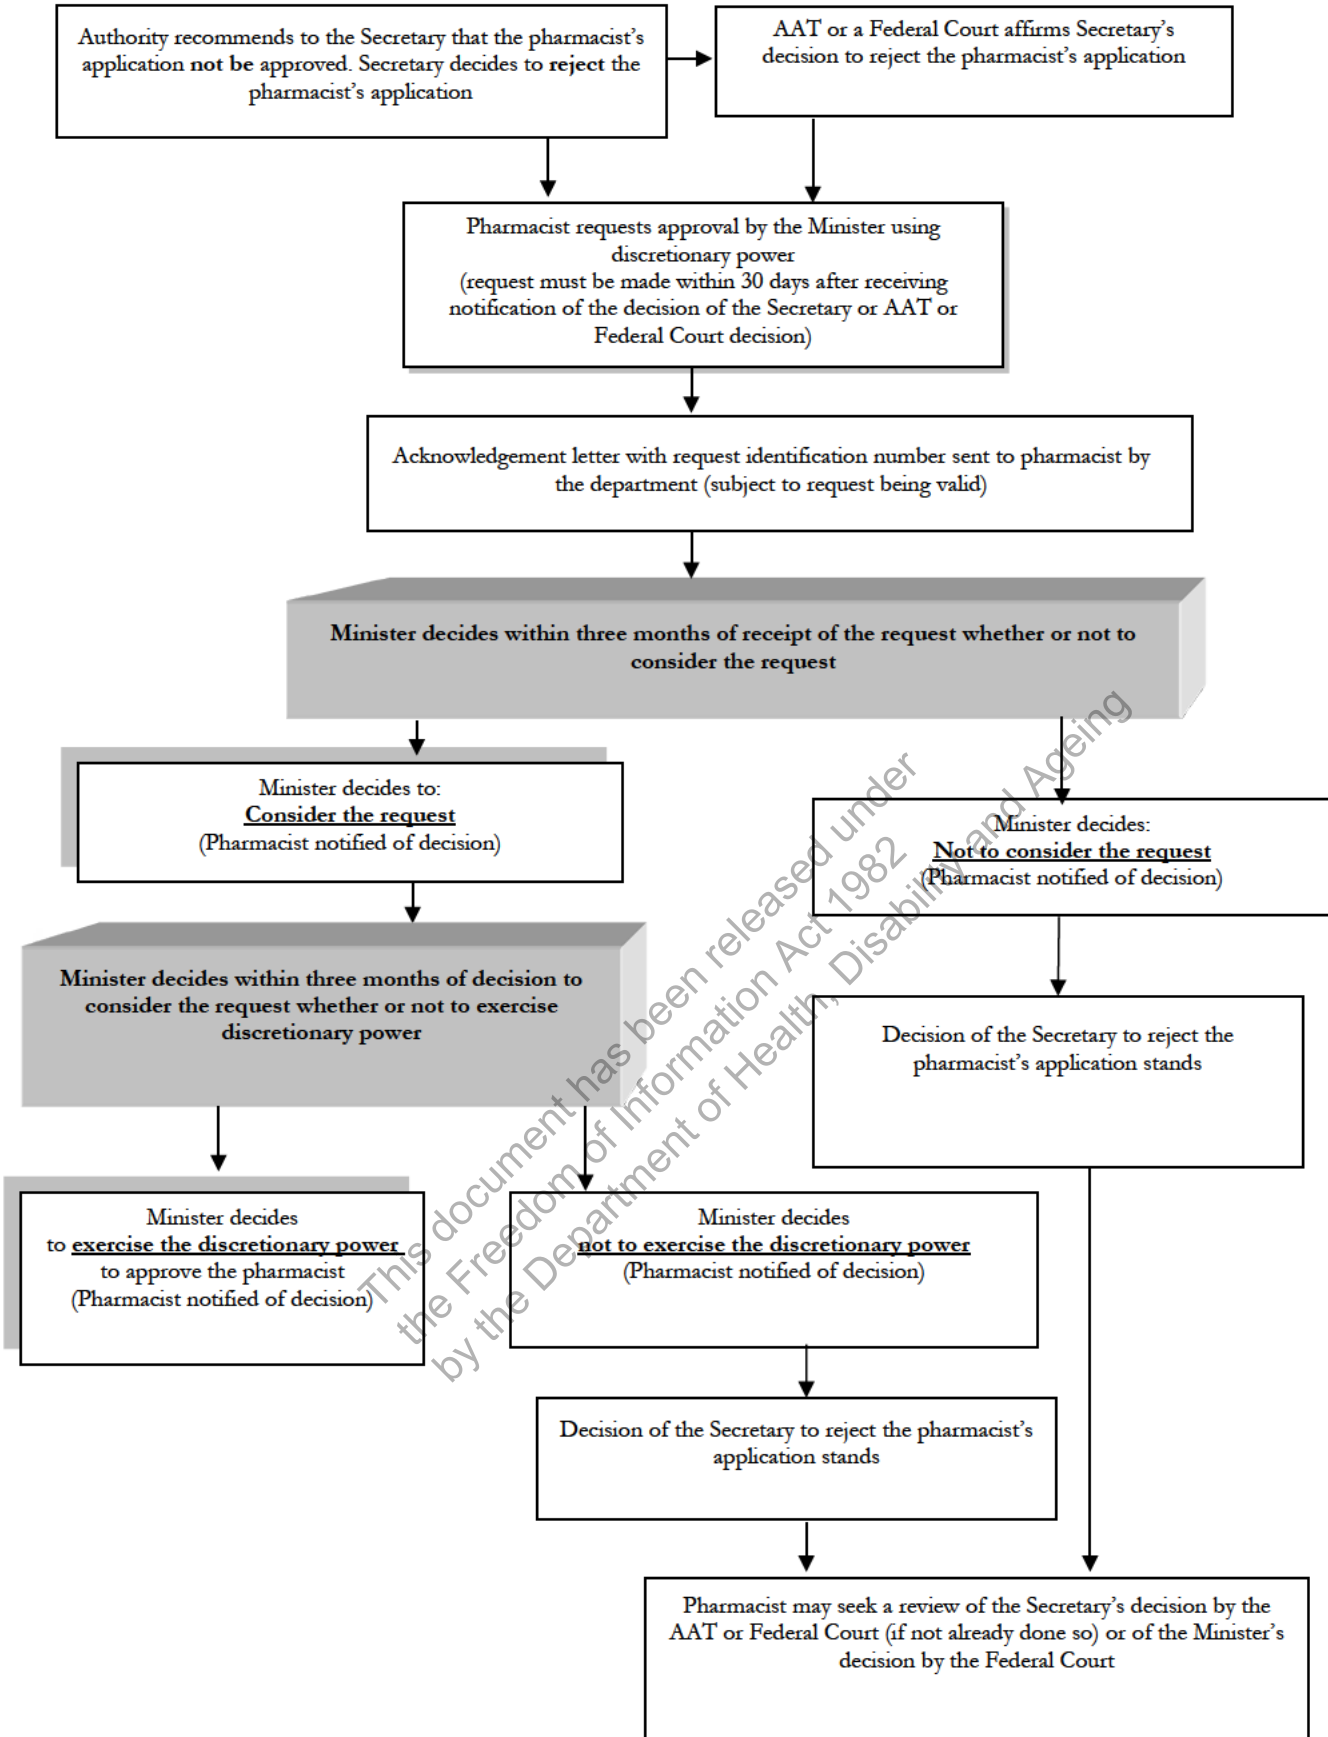 Authority recommends to the Secretary that the pharmacist's
application not be approved. Secretary decides to reject the
pharmacist's application
AAT or a Federal Court affirms Secretary's
decision to reject the pharmacist's application
Pharmacist requests approval by the Minister using
discretionary power
(request must be made within 30 days after receiving
notification of the decision of the Secretary or AAT or
Federal Court decision)
Acknowledgement letter with request identification number sent to pharmacist by
the department (subject to request being valid)
Minister decides within three months of receipt of the request whether or not to
consider the request
Minister decides to:
Consider the request
(Pharmacist notified of decision)
Minister decides:
Not to consider the request
(Pharmacist notified of decision)
Minister decides within three months of decision to
consider the request whether or not to exercise
discretionary power
Decision of the Secretary to reject the
pharmacist's application stands
Minister decides
to exercise the discretionary power
to approve the pharmacist
(Pharmacist notified of decision)
Minister decides
not to exercise the discretionary power
(Pharmacist notified of decision)
Decision of the Secretary to reject the pharmacist's
application stands
Pharmacist may seek a review of the Secretary's decision by the
AAT or Federal Court (if not already done so) or of the Minister's
decision by the Federal Court
This document has been released under
the Freedom of Information Act 1982
by the Department of Health, Disability and Ageing